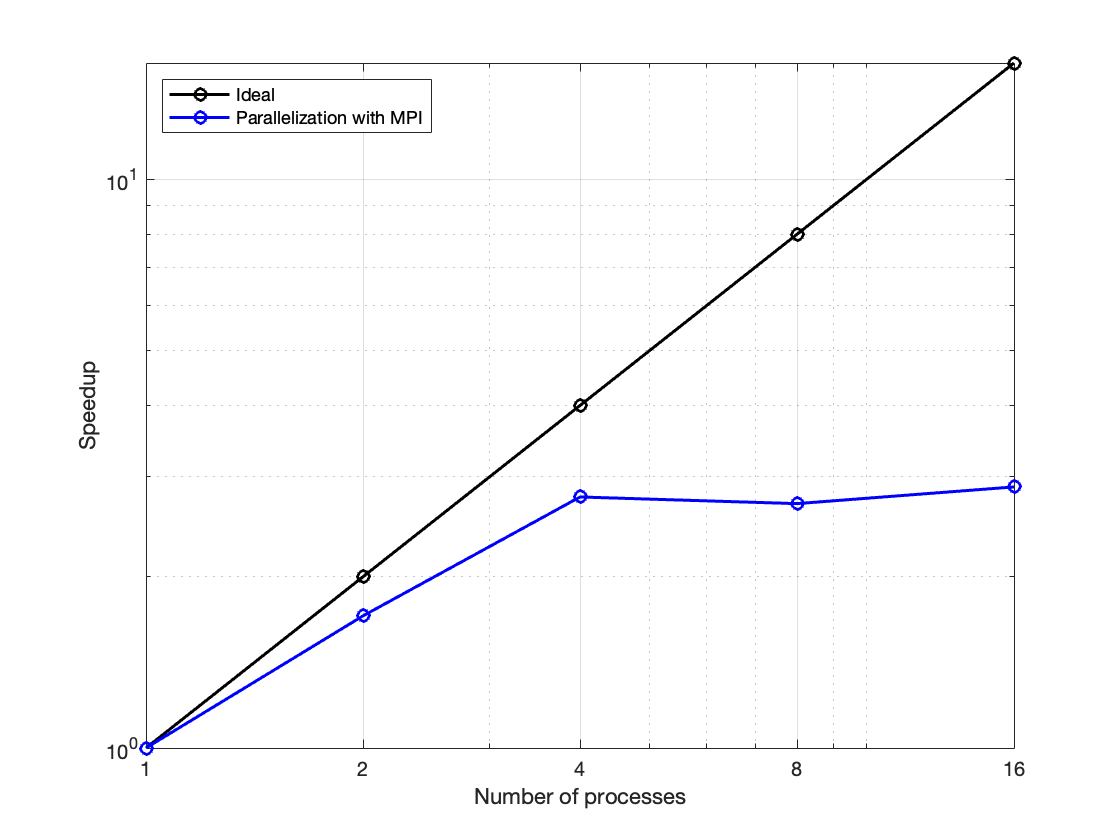 Ideal
Parallelization with MPI
10^1
10^0
Speedup
1 2 4 8 16
Number of processes